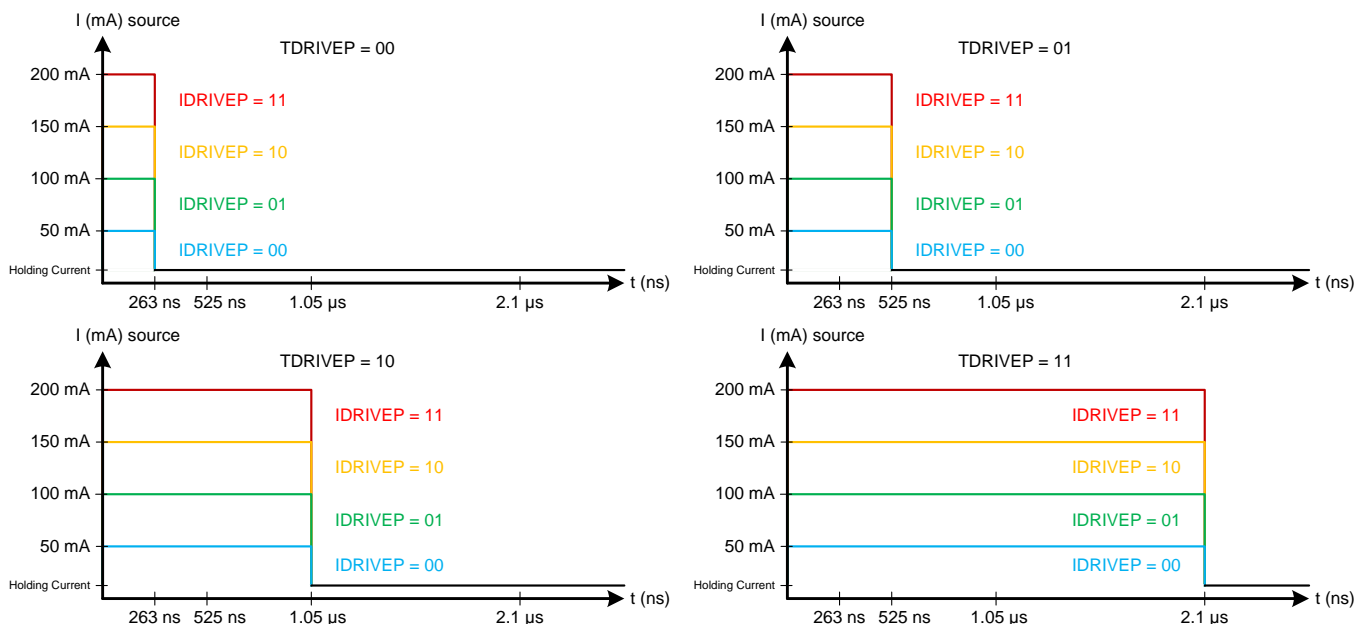 I (mA) source
TDRIVEP = 00
200 mA
IDRIVEP = 11
150 mA
IDRIVEP = 10
100 mA
IDRIVEP = 01
50 mA
IDRIVEP = 00
Holding Current
t (ns)
263 ns 525 ns 1.05 µs 2.1 µs
I (mA) source
TDRIVEP = 01
200 mA
IDRIVEP = 11
150 mA
IDRIVEP = 10
100 mA
IDRIVEP = 01
50 mA
IDRIVEP = 00
Holding Current
t (ns)
263 ns 525 ns 1.05 µs 2.1 µs
I (mA) source
TDRIVEP = 10
200 mA
IDRIVEP = 11
150 mA
IDRIVEP = 10
100 mA
IDRIVEP = 01
50 mA
IDRIVEP = 00
Holding Current
t (ns)
263 ns 525 ns 1.05 µs 2.1 µs
I (mA) source
TDRIVEP = 11
200 mA
IDRIVEP = 11
150 mA
IDRIVEP = 10
100 mA
IDRIVEP = 01
50 mA
IDRIVEP = 00
Holding Current
t (ns)
263 ns 525 ns 1.05 µs 2.1 µs